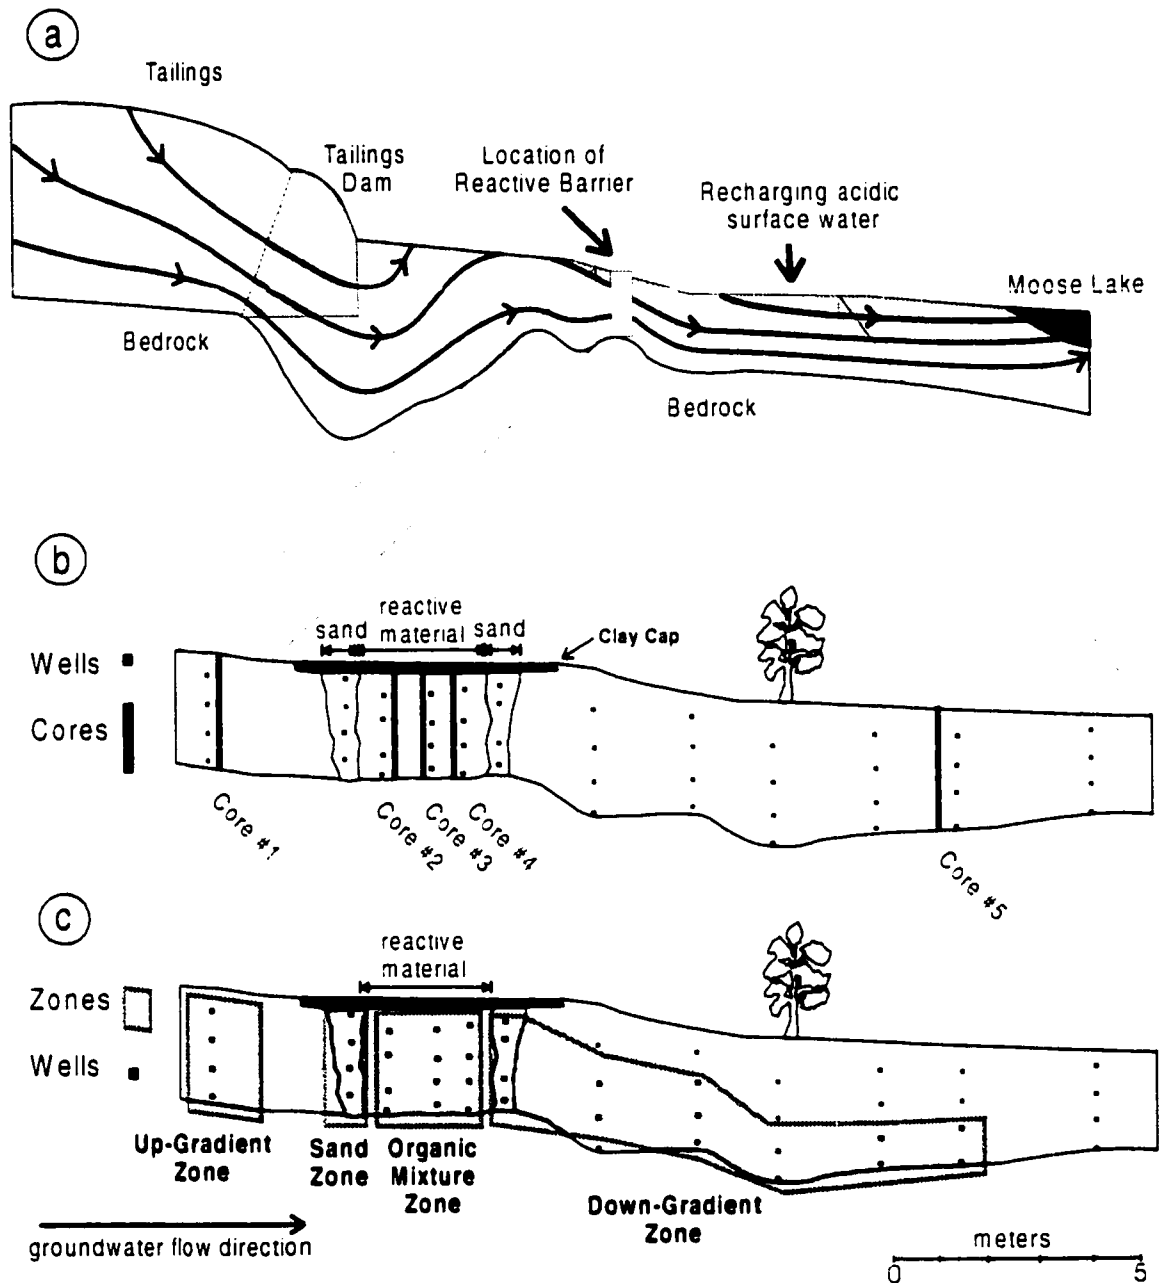 a
Tailings
Tailings
Dam
Location of
Reactive Barrier
Recharging acidic
surface water
Moose Lake
Bedrock
Bedrock
b
reactive
sand material sand
Clay Cap
Wells
Cores
Core #1
Core #2
Core #3
Core #4
Core #5
c
reactive
material
Zones
Wells
Up-Gradient
Zone
Sand
Zone
Organic
Mixture
Zone
Down-Gradient
Zone
groundwater flow direction
meters
0 5